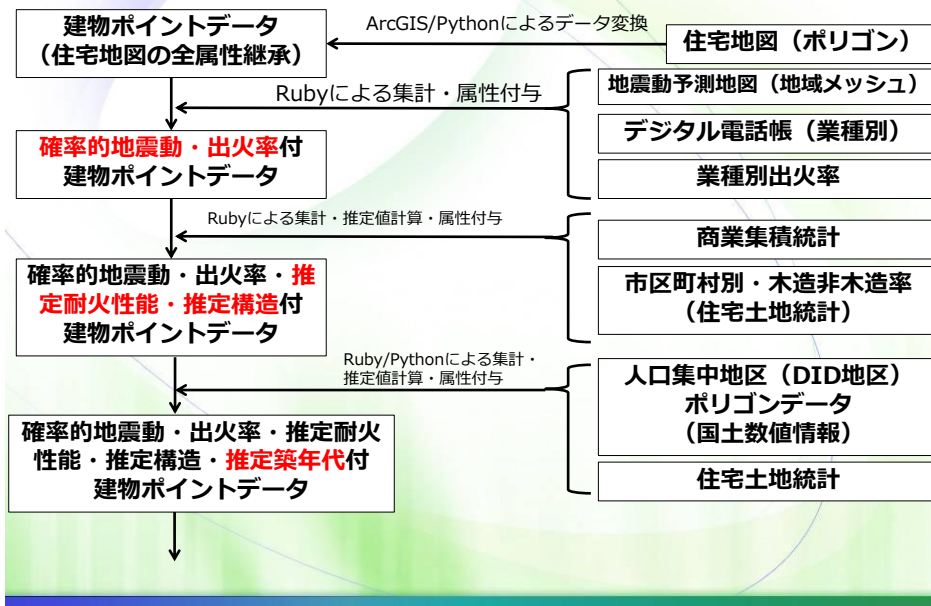 建物ポイントデータ
(住宅地図の全属性継承)
ArcGIS/Pythonによるデータ変換
住宅地図(ポリゴン)
Rubyによる集計・属性付与
地震動予測地図(地域メッシュ)
デジタル電話帳(業種別)
業種別出火率
確率的地震動・出火率付
建物ポイントデータ
Rubyによる集計・推定値計算・属性付与
商業集積統計
市区町村別・木造非木造率
(住宅土地統計)
確率的地震動・出火率・推
定耐火性能・推定構造付
建物ポイントデータ
Ruby/Pythonによる集計・
推定値計算・属性付与
人口集中地区(DID地区)
ポリゴンデータ
(国土数値情報)
住宅土地統計
確率的地震動・出火率・推定耐火
性能・推定構造・推定築年代付
建物ポイントデータ